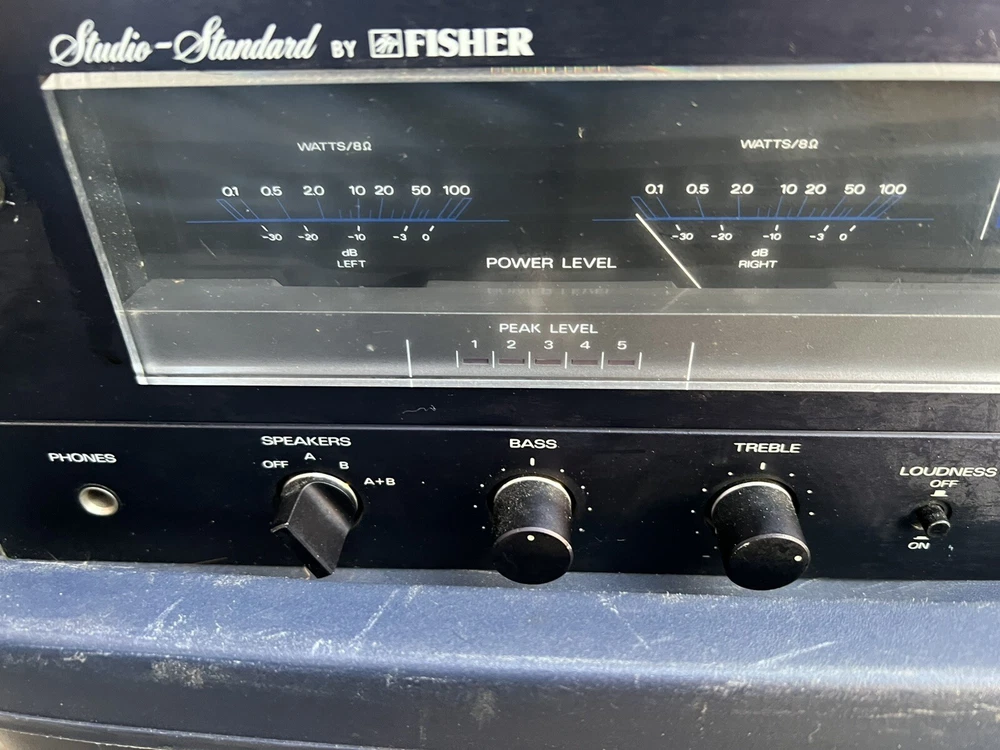 Studio-Standard BY FISHER
WATTS/8Ω
0.1 0.5 2.0 10 20 50 100
-30 -20 -10 -3 0
dB
LEFT
WATTS/8Ω
0.1 0.5 2.0 10 20 50 100
-30 -20 -10 -3 0
dB
RIGHT
POWER LEVEL
PEAK LEVEL
1 2 3 4 5
PHONES
SPEAKERS
OFF A B A+B
BASS
TREBLE
LOUDNESS
OFF
ON